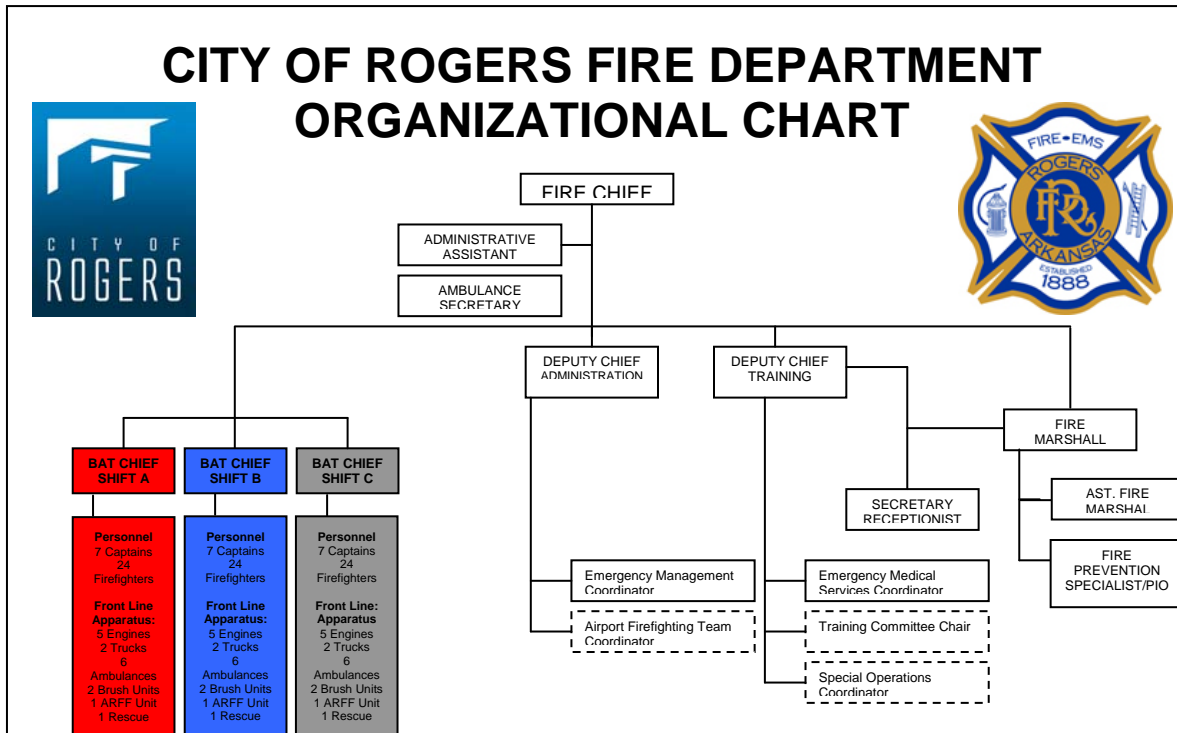 CITY OF ROGERS FIRE DEPARTMENT
ORGANIZATIONAL CHART
CITY OF
ROGERS
FIRE • EMS
ROGERS
RFD
ARKANSAS
ESTABLISHED
1888
FIRE CHIEF
ADMINISTRATIVE
ASSISTANT
AMBULANCE
SECRETARY
DEPUTY CHIEF
ADMINISTRATION
DEPUTY CHIEF
TRAINING
FIRE
MARSHALL
BAT CHIEF
SHIFT A
BAT CHIEF
SHIFT B
BAT CHIEF
SHIFT C
SECRETARY
RECEPTIONIST
AST. FIRE
MARSHAL
FIRE
PREVENTION
SPECIALIST/PIO
Personnel
7 Captains
24
Firefighters
Front Line
Apparatus:
5 Engines
2 Trucks
6
Ambulances
2 Brush Units
1 ARFF Unit
1 Rescue
Personnel
7 Captains
24
Firefighters
Front Line
Apparatus:
5 Engines
2 Trucks
6
Ambulances
2 Brush Units
1 ARFF Unit
1 Rescue
Personnel
7 Captains
24
Firefighters
Front Line:
Apparatus
5 Engines
2 Trucks
6
Ambulances
2 Brush Units
1 ARFF Unit
1 Rescue
Emergency Management
Coordinator
Airport Firefighting Team
Coordinator
Emergency Medical
Services Coordinator
Training Committee Chair
Special Operations
Coordinator